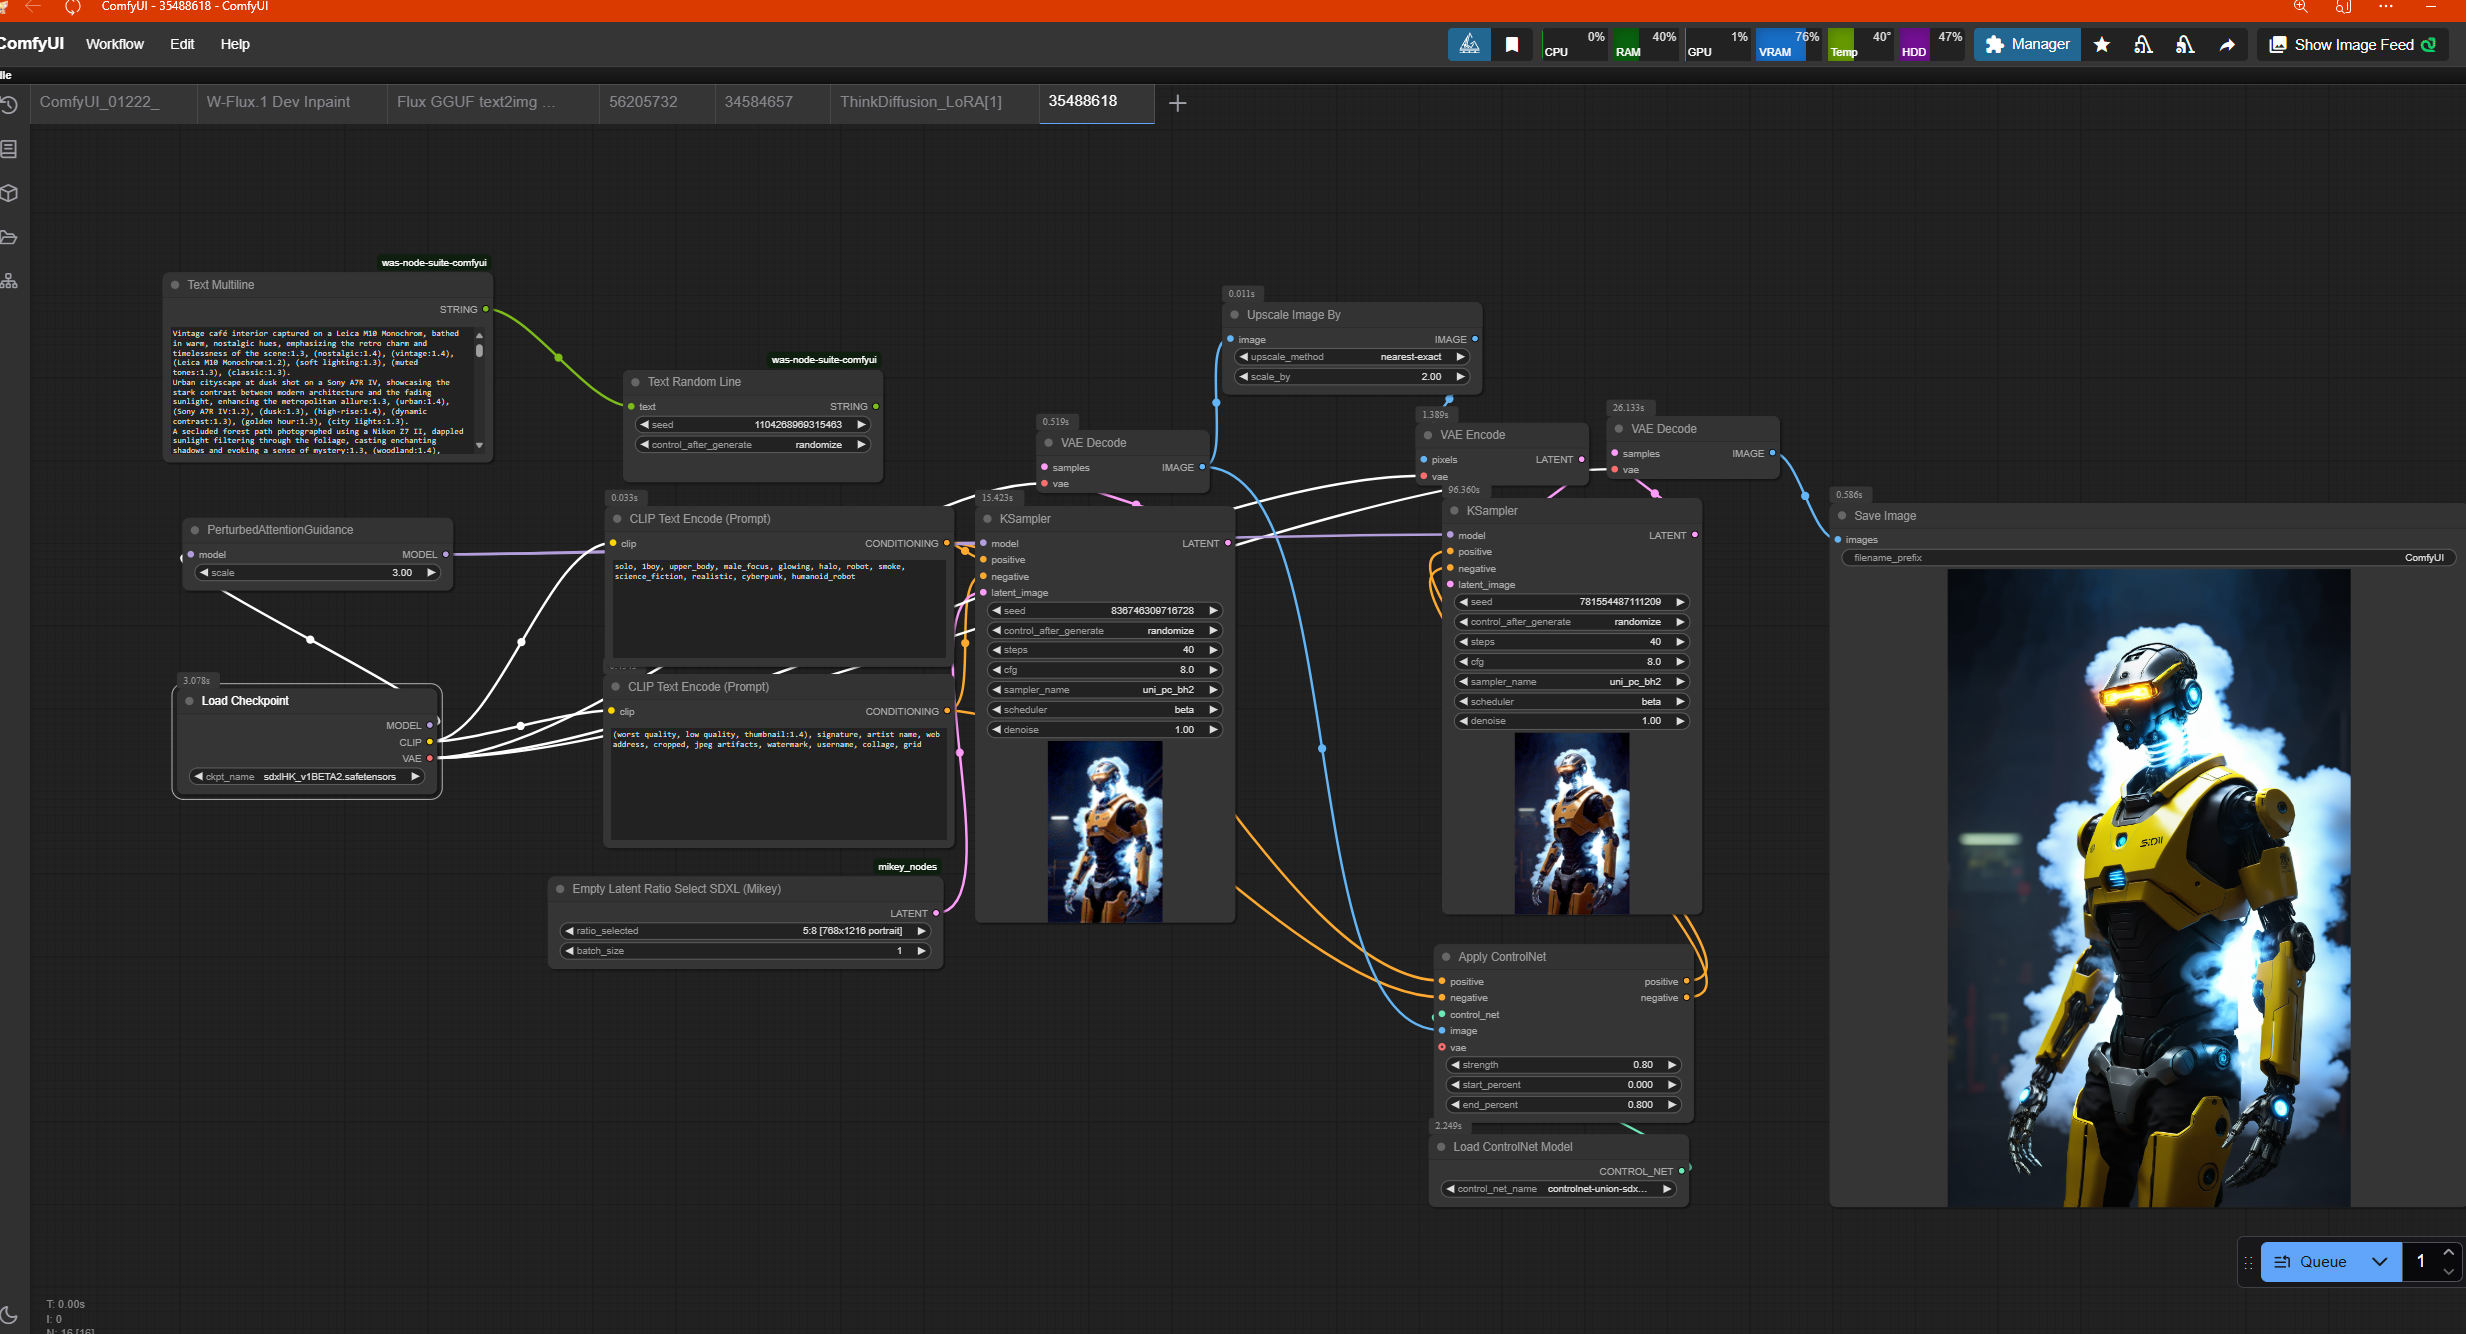 ComfyUI - 35488618 - ComfyUI
ComfyUI Workflow Edit Help
CPU 0% RAM 40% GPU 1% VRAM 76% Temp 40° HDD 47% Manager Show Image Feed
ComfyUI_01222_ W-Flux.1 Dev Inpaint Flux GGUF text2img ... 56205732 34584657 ThinkDiffusion_LoRA[1] 35488618
was-node-suite-comfyui
Text Multiline
STRING
Vintage café interior captured on a Leica M10 Monochrom, bathed
in warm, nostalgic hues, emphasizing the retro charm and
timelessness of the scene:1.3, (nostalgic:1.4), (vintage:1.4),
(Leica M10 Monochrom:1.2), (soft lighting:1.3), (muted
tones:1.3), (classic:1.3).
Urban cityscape at dusk shot on a Sony A7R IV, showcasing the
stark contrast between modern architecture and the fading
sunlight, enhancing the metropolitan allure:1.3, (urban:1.4),
(Sony A7R IV:1.2), (dusk:1.3), (high-rise:1.4), (dynamic
contrast:1.3), (golden hour:1.3), (city lights:1.3).
A secluded forest path photographed using a Nikon Z7 II, dappled
sunlight filtering through the foliage, casting enchanting
shadows and evoking a sense of mystery:1.3, (woodland:1.4),
was-node-suite-comfyui
Text Random Line
text STRING
seed 1104268969315463
control_after_generate randomize
PerturbedAttentionGuidance
model MODEL
scale 3.00
3.078s
Load Checkpoint
MODEL
CLIP
VAE
ckpt_name sdxlHK_v1BETA2.safetensors
0.033s
CLIP Text Encode (Prompt)
clip CONDITIONING
solo, 1boy, upper_body, male_focus, glowing, halo, robot, smoke,
science_fiction, realistic, cyberpunk, humanoid_robot
CLIP Text Encode (Prompt)
clip CONDITIONING
(worst quality, low quality, thumbnail:1.4), signature, artist name, web
address, cropped, jpeg artifacts, watermark, username, collage, grid
mikey_nodes
Empty Latent Ratio Select SDXL (Mikey)
LATENT
ratio_selected 5:8 [768x1216 portrait]
batch_size 1
0.519s
VAE Decode
samples IMAGE
vae
15.423s
KSampler
model LATENT
positive
negative
latent_image
seed 836746309716728
control_after_generate randomize
steps 40
cfg 8.0
sampler_name uni_pc_bh2
scheduler beta
denoise 1.00
0.011s
Upscale Image By
image IMAGE
upscale_method nearest-exact
scale_by 2.00
1.389s
VAE Encode
pixels LATENT
vae
26.133s
VAE Decode
samples IMAGE
vae
96.360s
KSampler
model LATENT
positive
negative
latent_image
seed 781554487111209
control_after_generate randomize
steps 40
cfg 8.0
sampler_name uni_pc_bh2
scheduler beta
denoise 1.00
Apply ControlNet
positive positive
negative negative
control_net
image
vae
strength 0.80
start_percent 0.000
end_percent 0.800
2.249s
Load ControlNet Model
CONTROL_NET
control_net_name controlnet-union-sdx...
0.586s
Save Image
images
filename_prefix ComfyUI
Queue 1
T: 0.00s
I: 0
N: 16 [16]